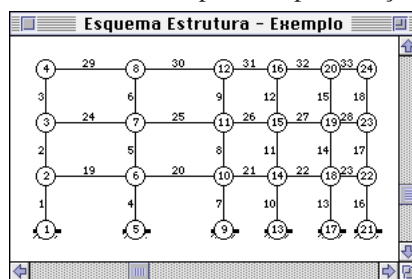 Esquema Estrutura - Exemplo
29 30 31 32 33
4 8 12 16 20 24
3 6 9 12 15 18
24 25 26 27 28
3 7 11 15 19 23
2 5 8 11 14 17
19 20 21 22 23
2 6 10 14 18 22
1 4 7 10 13 16
1 5 9 13 17 21